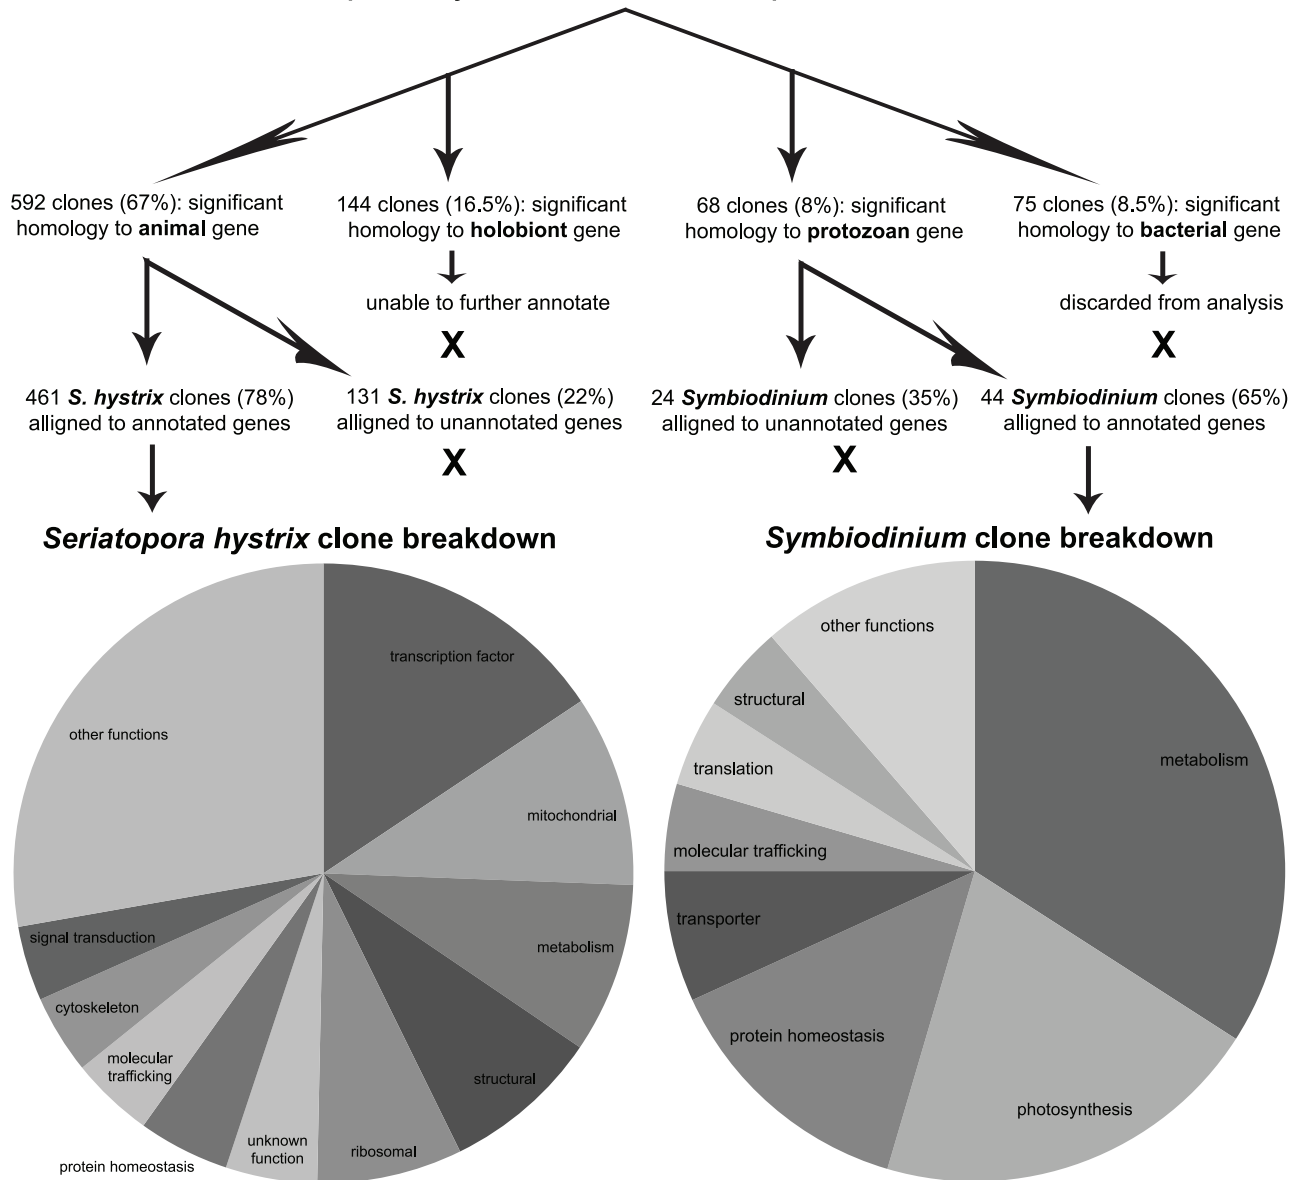 592 clones (67%): significant
homology to animal gene
144 clones (16.5%): significant
homology to holobiont gene
68 clones (8%): significant
homology to protozoan gene
75 clones (8.5%): significant
homology to bacterial gene
unable to further annotate
X
discarded from analysis
X
461 S. hystrix clones (78%)
alligned to annotated genes
131 S. hystrix clones (22%)
alligned to unannotated genes
X
24 Symbiodinium clones (35%)
alligned to unannotated genes
X
44 Symbiodinium clones (65%)
alligned to annotated genes
Seriatopora hystrix clone breakdown
transcription factor
mitochondrial
metabolism
structural
ribosomal
unknown
function
protein homeostasis
molecular
trafficking
cytoskeleton
signal transduction
other functions
Symbiodinium clone breakdown
metabolism
photosynthesis
protein homeostasis
transporter
molecular trafficking
translation
structural
other functions